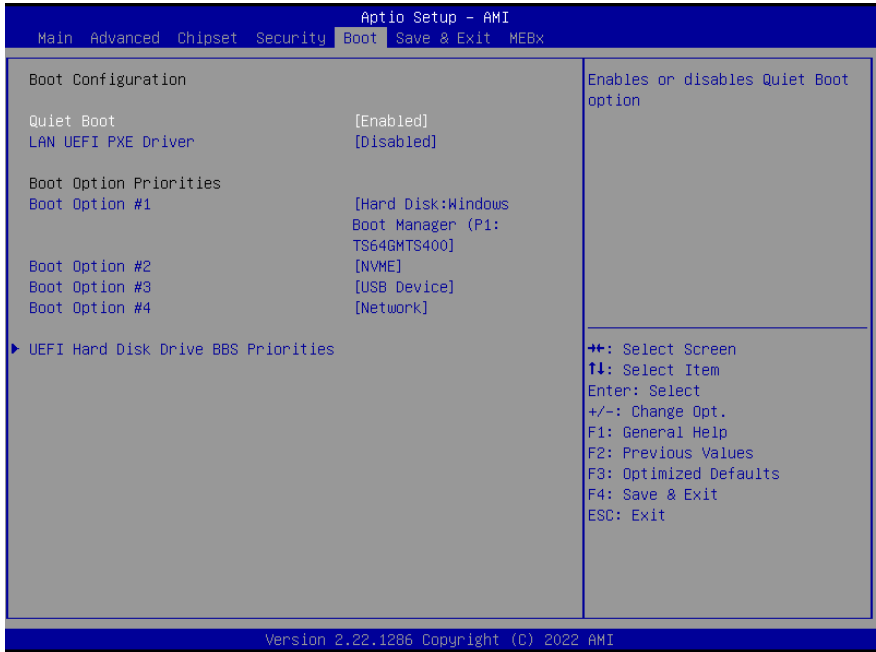 Aptio Setup – AMI
Main Advanced Chipset Security Boot Save & Exit MEBx
Boot Configuration
Quiet Boot [Enabled]
LAN UEFI PXE Driver [Disabled]
Boot Option Priorities
Boot Option #1 [Hard Disk:Windows
Boot Manager (P1:
TS64GMTS400]
Boot Option #2 [NVME]
Boot Option #3 [USB Device]
Boot Option #4 [Network]
UEFI Hard Disk Drive BBS Priorities
Enables or disables Quiet Boot
option
→←: Select Screen
↑↓: Select Item
Enter: Select
+/-: Change Opt.
F1: General Help
F2: Previous Values
F3: Optimized Defaults
F4: Save & Exit
ESC: Exit
Version 2.22.1286 Copyright (C) 2022 AMI